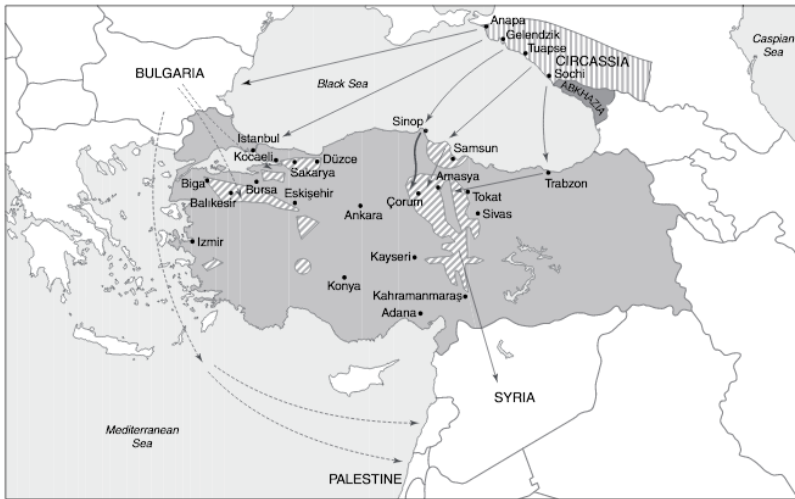 Anapa
Gelendzik
Tuapse
CIRCASSIA
Sochi
ABKHAZIA
Caspian
Sea
BULGARIA
Black Sea
Sinop
Istanbul
Kocaeli
Sakarya
Düzce
Samsun
Biga
Bursa
Balıkesir
Eskişehir
Amasya
Çorum
Tokat
Trabzon
Ankara
Sivas
Izmir
Kayseri
Konya
Kahramanmaraş
Adana
SYRIA
Mediterranean
Sea
PALESTINE